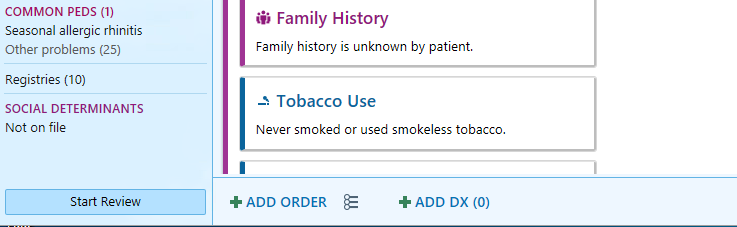 COMMON PEDS (1)
Seasonal allergic rhinitis
Other problems (25)
Registries (10)
SOCIAL DETERMINANTS
Not on file
Start Review
Family History
Family history is unknown by patient.
Tobacco Use
Never smoked or used smokeless tobacco.
ADD ORDER
ADD DX (0)